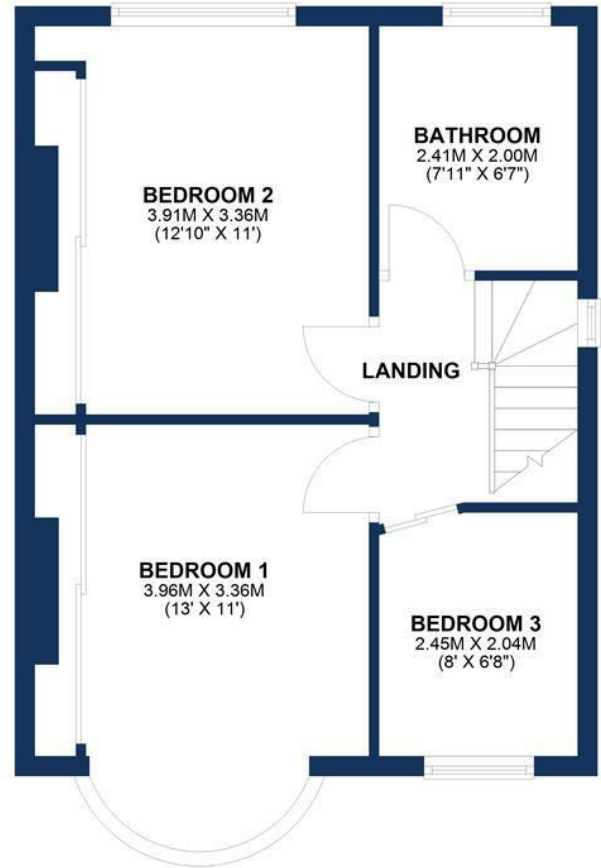 BATHROOM
2.41M X 2.00M
(7'11" X 6'7")
BEDROOM 2
3.91M X 3.36M
(12'10" X 11')
LANDING
BEDROOM 1
3.96M X 3.36M
(13' X 11')
BEDROOM 3
2.45M X 2.04M
(8' X 6'8")